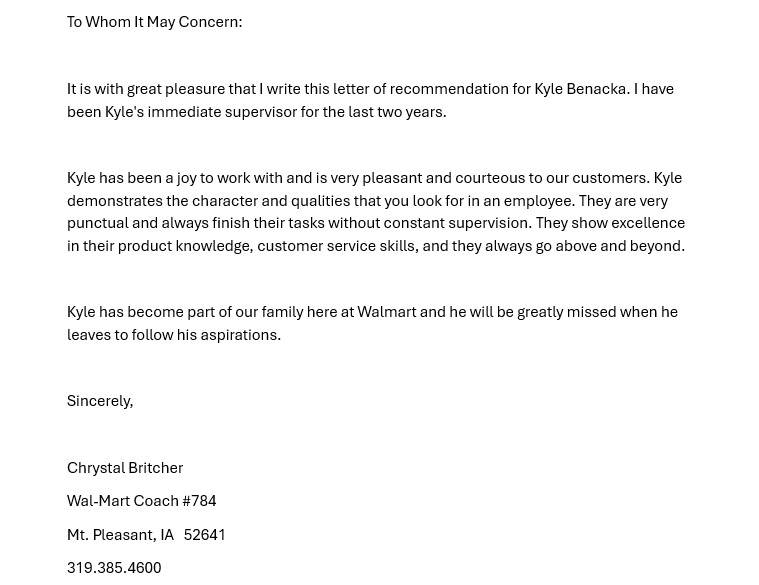 To Whom It May Concern:
It is with great pleasure that I write this letter of recommendation for Kyle Benacka. I have
been Kyle's immediate supervisor for the last two years.
Kyle has been a joy to work with and is very pleasant and courteous to our customers. Kyle
demonstrates the character and qualities that you look for in an employee. They are very
punctual and always finish their tasks without constant supervision. They show excellence
in their product knowledge, customer service skills, and they always go above and beyond.
Kyle has become part of our family here at Walmart and he will be greatly missed when he
leaves to follow his aspirations.
Sincerely,
Chrystal Britcher
Wal-Mart Coach #784
Mt. Pleasant, IA  52641
319.385.4600